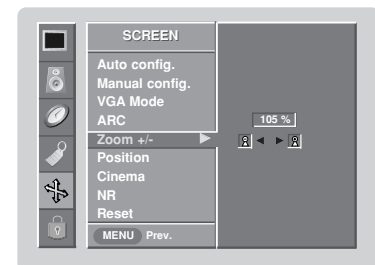 SCREEN
Auto config.
Manual config.
VGA Mode
ARC
Zoom +/-
105 %
Position
Cinema
NR
Reset
MENU Prev.